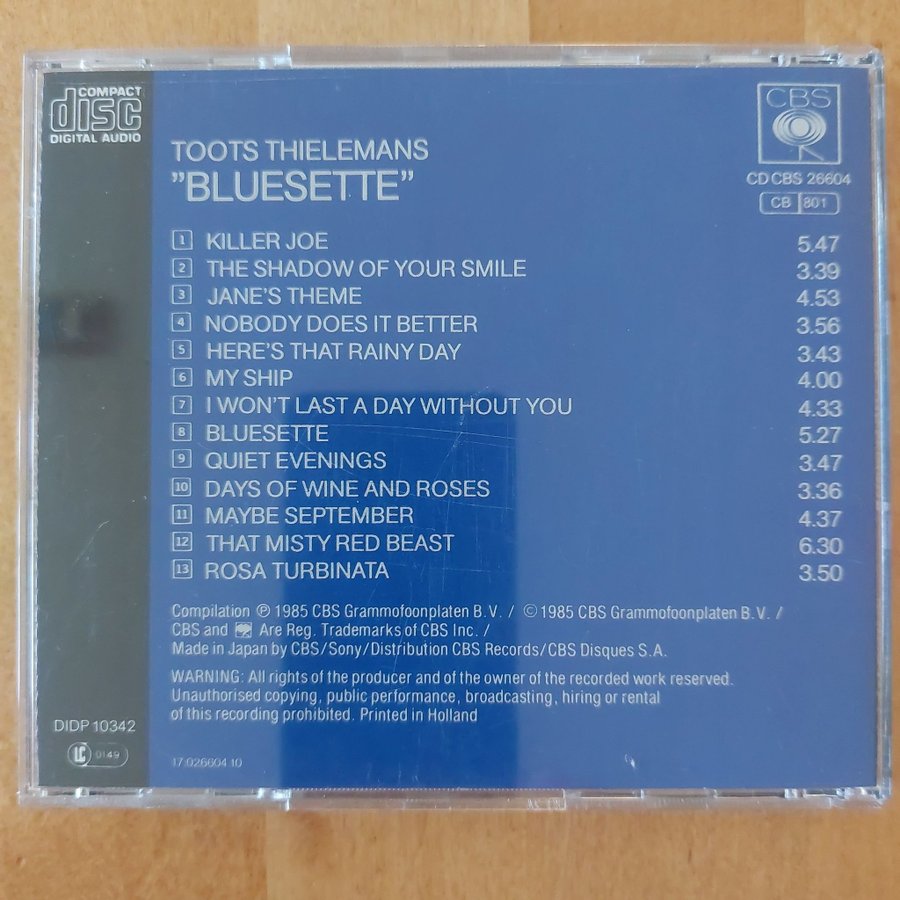 COMPACT
disc
DIGITAL AUDIO
CBS
CD CBS 26604
CB 801
TOOTS THIELEMANS
"BLUESETTE"
1 KILLER JOE 5.47
2 THE SHADOW OF YOUR SMILE 3.39
3 JANE'S THEME 4.53
4 NOBODY DOES IT BETTER 3.56
5 HERE'S THAT RAINY DAY 3.43
6 MY SHIP 4.00
7 I WON'T LAST A DAY WITHOUT YOU 4.33
8 BLUESETTE 5.27
9 QUIET EVENINGS 3.47
10 DAYS OF WINE AND ROSES 3.36
11 MAYBE SEPTEMBER 4.37
12 THAT MISTY RED BEAST 6.30
13 ROSA TURBINATA 3.50
Compilation ℗ 1985 CBS Grammofoonplaten B.V. / © 1985 CBS Grammofoonplaten B.V. /
CBS and Are Reg. Trademarks of CBS Inc. /
Made in Japan by CBS/Sony/Distribution CBS Records/CBS Disques S.A.
WARNING: All rights of the producer and of the owner of the recorded work reserved.
Unauthorised copying, public performance, broadcasting, hiring or rental
of this recording prohibited. Printed in Holland
DIDP 10342
LC 0149
17 026604 10